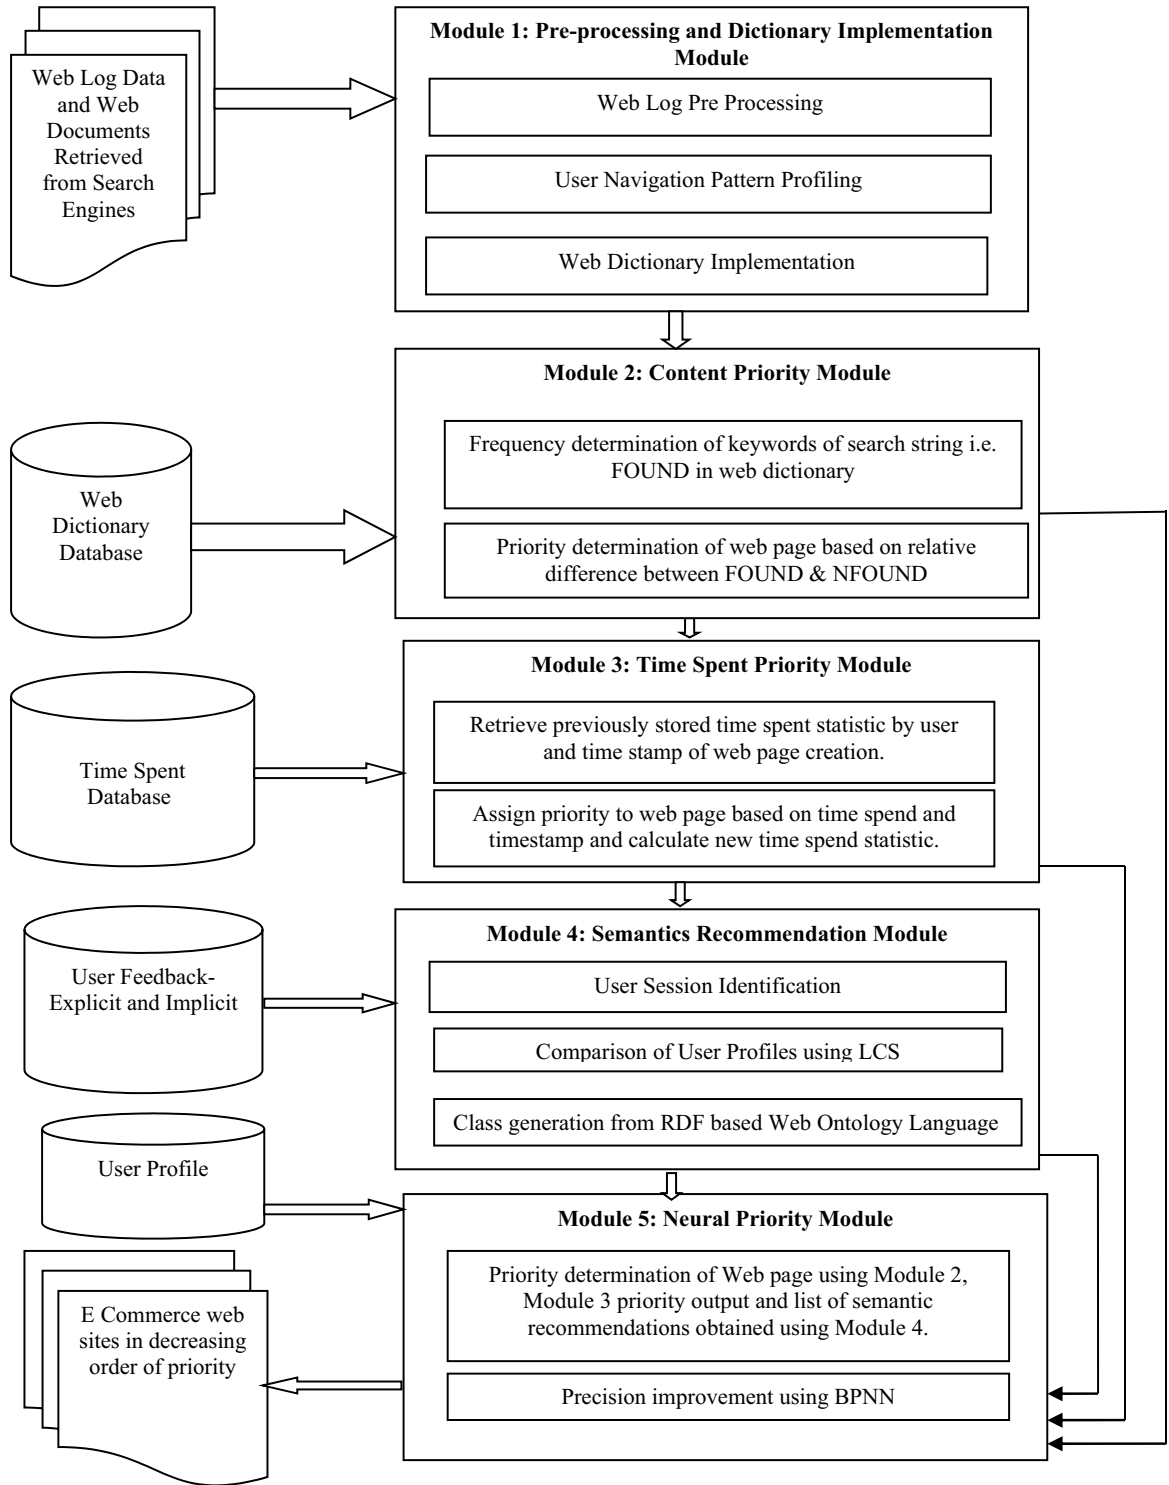 Web Log Data
and Web
Documents
Retrieved
from Search
Engines
Module 1: Pre-processing and Dictionary Implementation
Module
Web Log Pre Processing
User Navigation Pattern Profiling
Web Dictionary Implementation
Module 2: Content Priority Module
Frequency determination of keywords of search string i.e.
FOUND in web dictionary
Priority determination of web page based on relative
difference between FOUND & NFOUND
Web
Dictionary
Database
Module 3: Time Spent Priority Module
Retrieve previously stored time spent statistic by user
and time stamp of web page creation.
Assign priority to web page based on time spend and
timestamp and calculate new time spend statistic.
Time Spent
Database
Module 4: Semantics Recommendation Module
User Session Identification
Comparison of User Profiles using LCS
Class generation from RDF based Web Ontology Language
User Feedback-
Explicit and Implicit
User Profile
Module 5: Neural Priority Module
Priority determination of Web page using Module 2,
Module 3 priority output and list of semantic
recommendations obtained using Module 4.
Precision improvement using BPNN
E Commerce web
sites in decreasing
order of priority